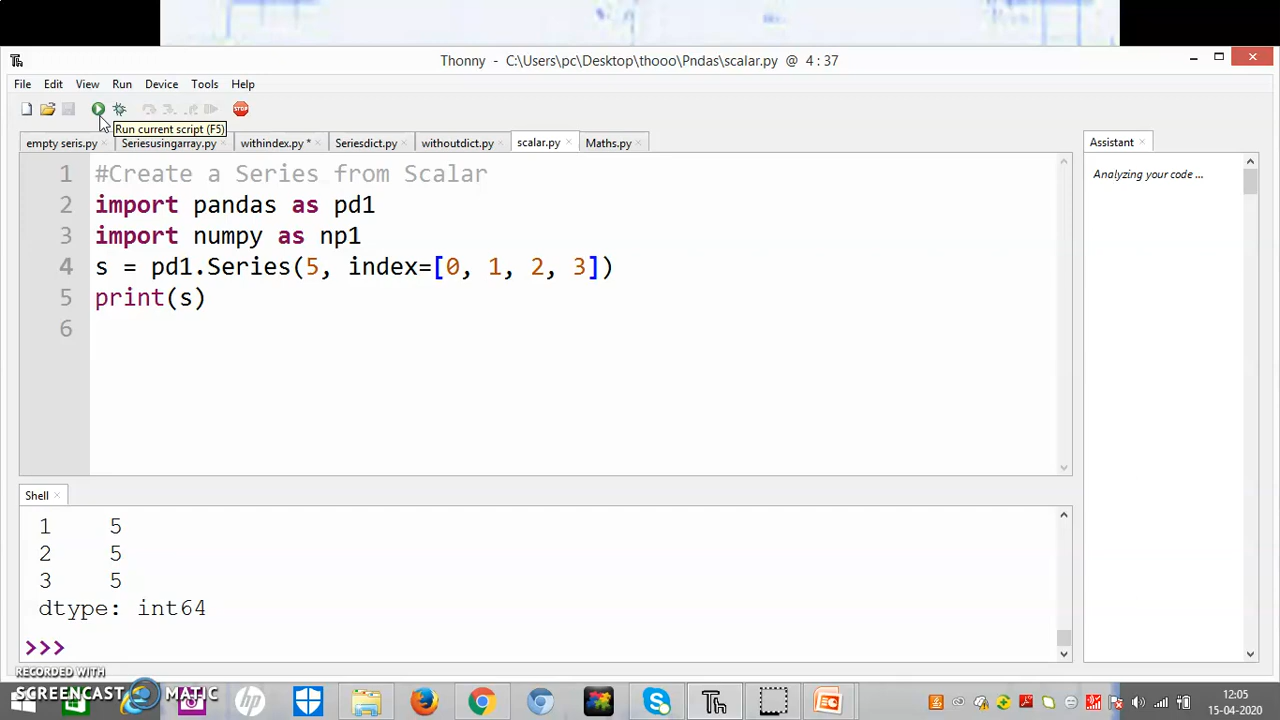 Thonny - C:\Users\pc\Desktop\thooo\Pndas\scalar.py @ 4 : 37
File Edit View Run Device Tools Help
STOP
Run current script (F5)
empty seris.py Seriesusingarray.py withindex.py * Seriesdict.py withoutdict.py scalar.py Maths.py
Assistant
Analyzing your code ...
1 #Create a Series from Scalar
2 import pandas as pd1
3 import numpy as np1
4 s = pd1.Series(5, index=[0, 1, 2, 3])
5 print(s)
6
Shell
1 5
2 5
3 5
dtype: int64
>>>
RECORDED WITH
SCREENCAST MATIC
12:05
15-04-2020